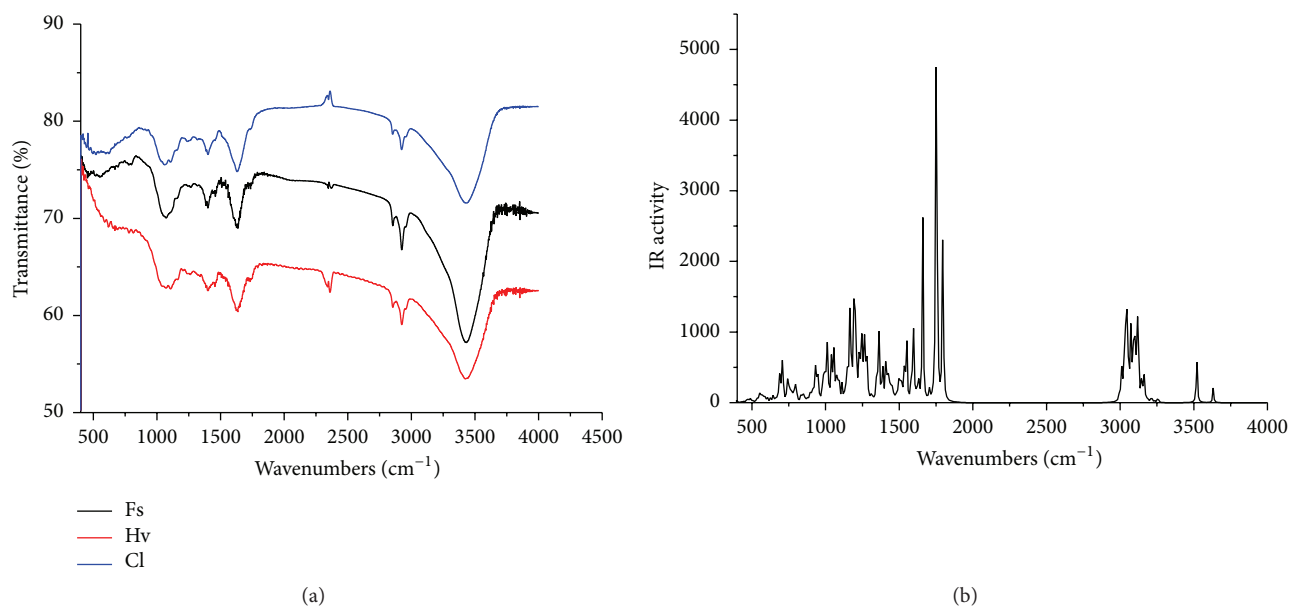 90
80
70
60
50
Transmittance (%)
500 1000 1500 2000 2500 3000 3500 4000 4500
Wavenumbers (cm−1)
Fs
Hv
Cl
(a)
5000
4000
3000
2000
1000
0
IR activity
500 1000 1500 2000 2500 3000 3500 4000
Wavenumbers (cm−1)
(b)